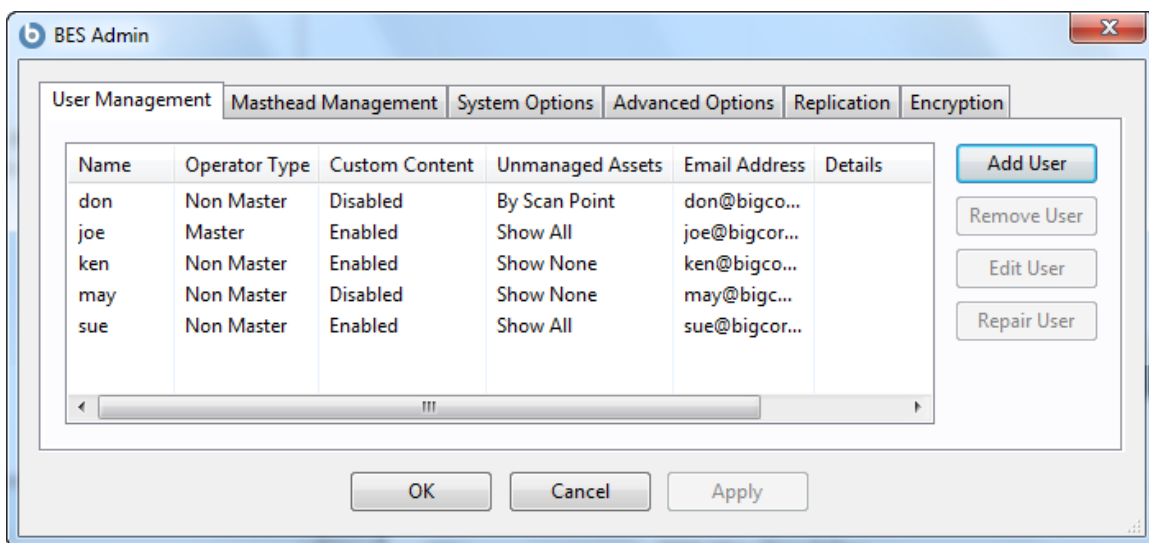 BES Admin
User Management Masthead Management System Options Advanced Options Replication Encryption
Name Operator Type Custom Content Unmanaged Assets Email Address Details
don Non Master Disabled By Scan Point don@bigco...
joe Master Enabled Show All joe@bigcor...
ken Non Master Enabled Show None ken@bigco...
may Non Master Disabled Show None may@bigc...
sue Non Master Enabled Show All sue@bigcor...
Add User
Remove User
Edit User
Repair User
OK Cancel Apply